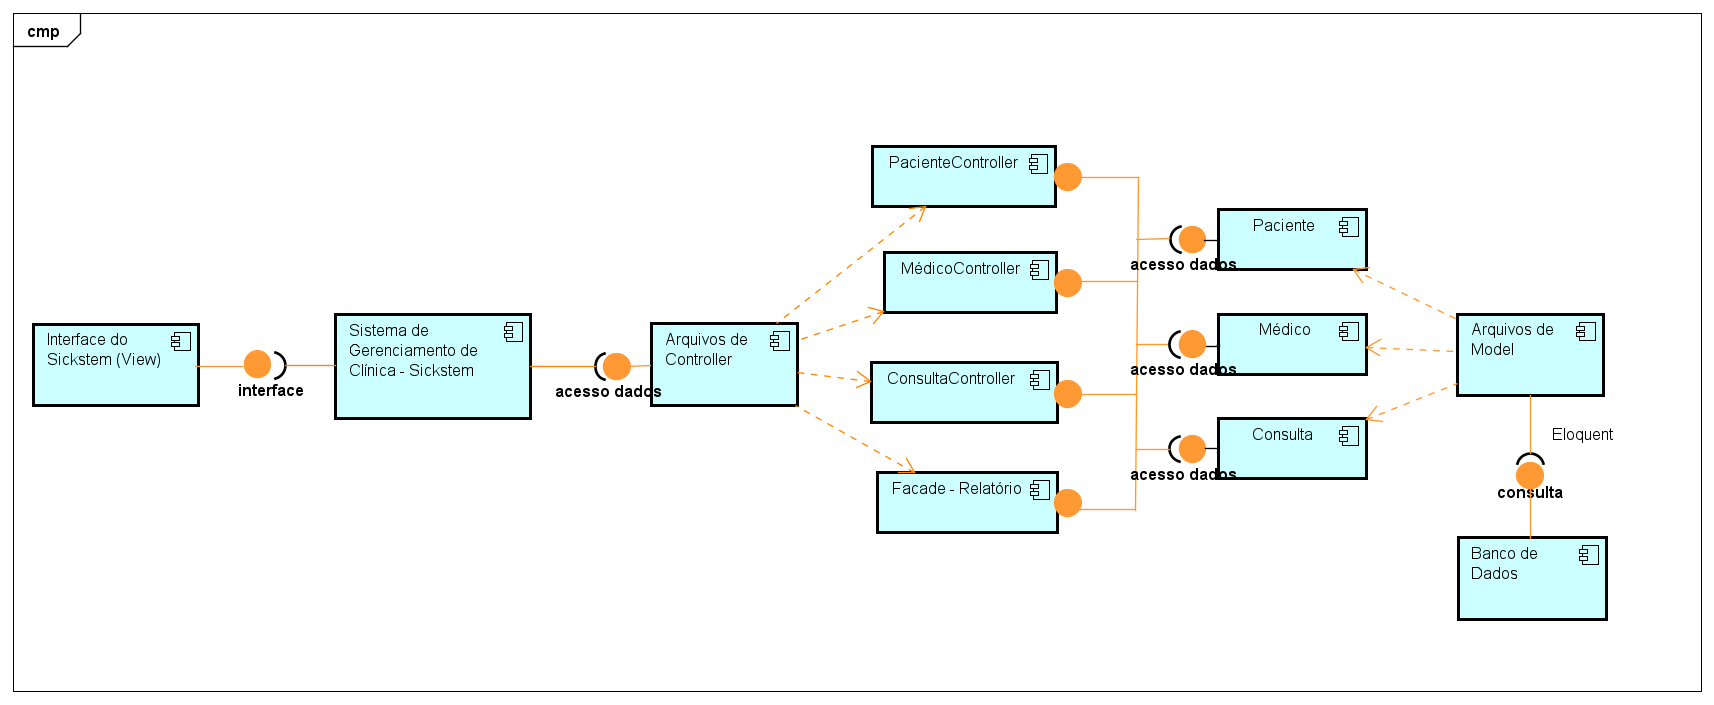 cmp
Interface do
Sickstem (View)
interface
Sistema de
Gerenciamento de
Clínica - Sickstem
acesso dados
Arquivos de
Controller
PacienteController
MédicoController
ConsultaController
Facade - Relatório
Paciente
acesso dados
Médico
acesso dados
Consulta
acesso dados
Arquivos de
Model
Eloquent
consulta
Banco de
Dados